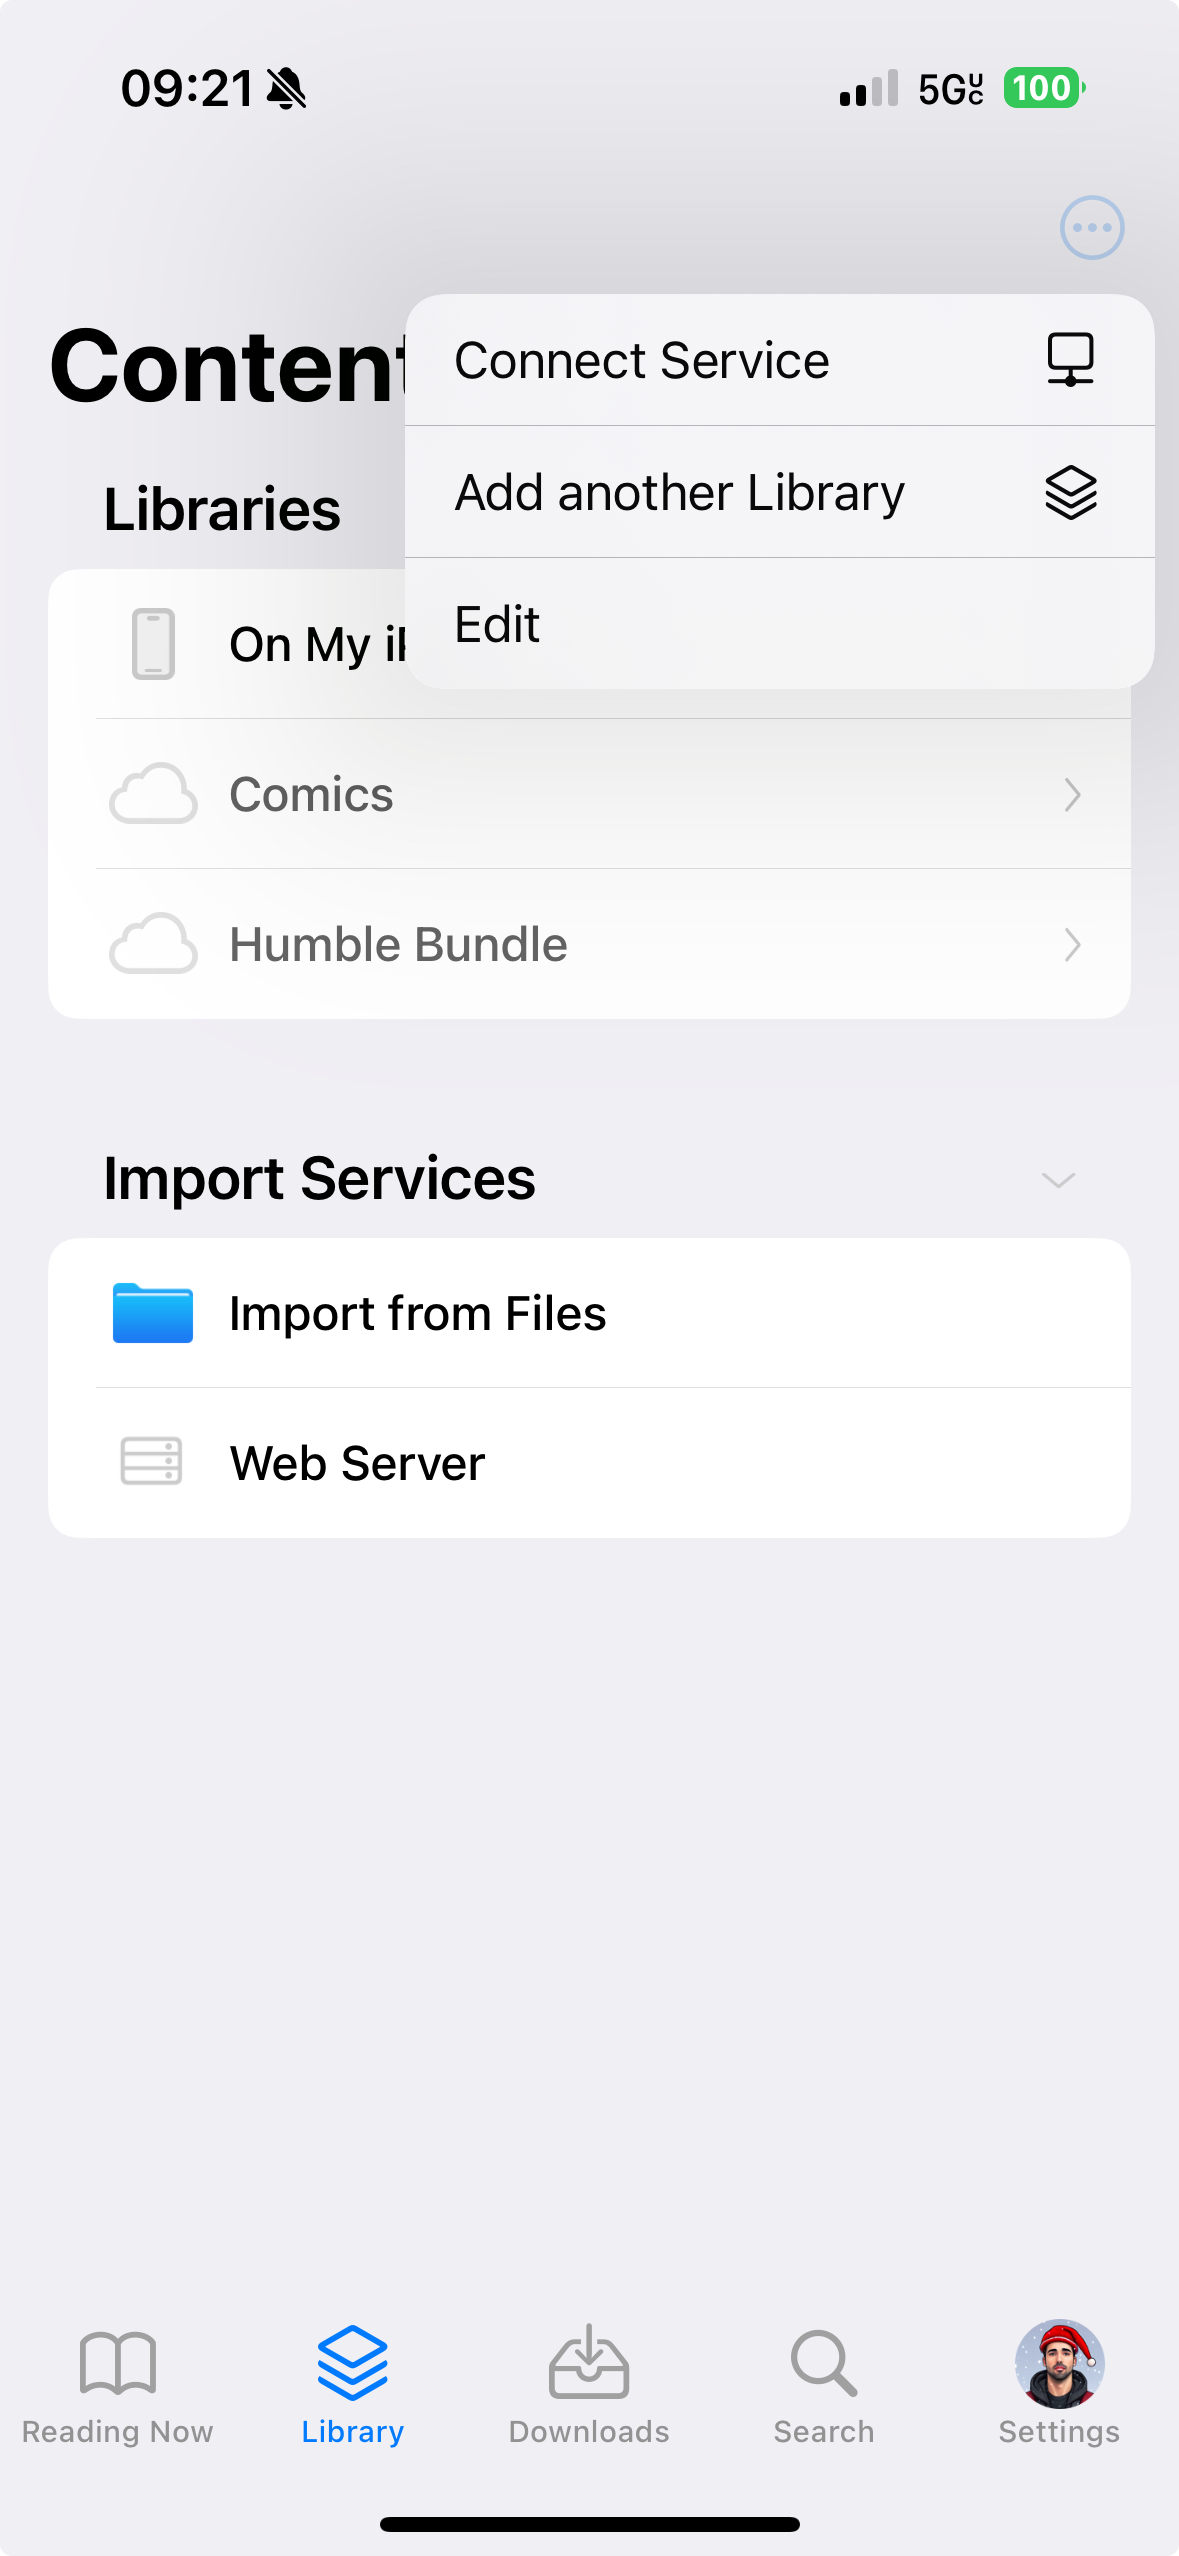 09:21
5G UC
100
Content
Connect Service
Add another Library
Edit
Libraries
On My iP
Comics
Humble Bundle
Import Services
Import from Files
Web Server
Reading Now
Library
Downloads
Search
Settings